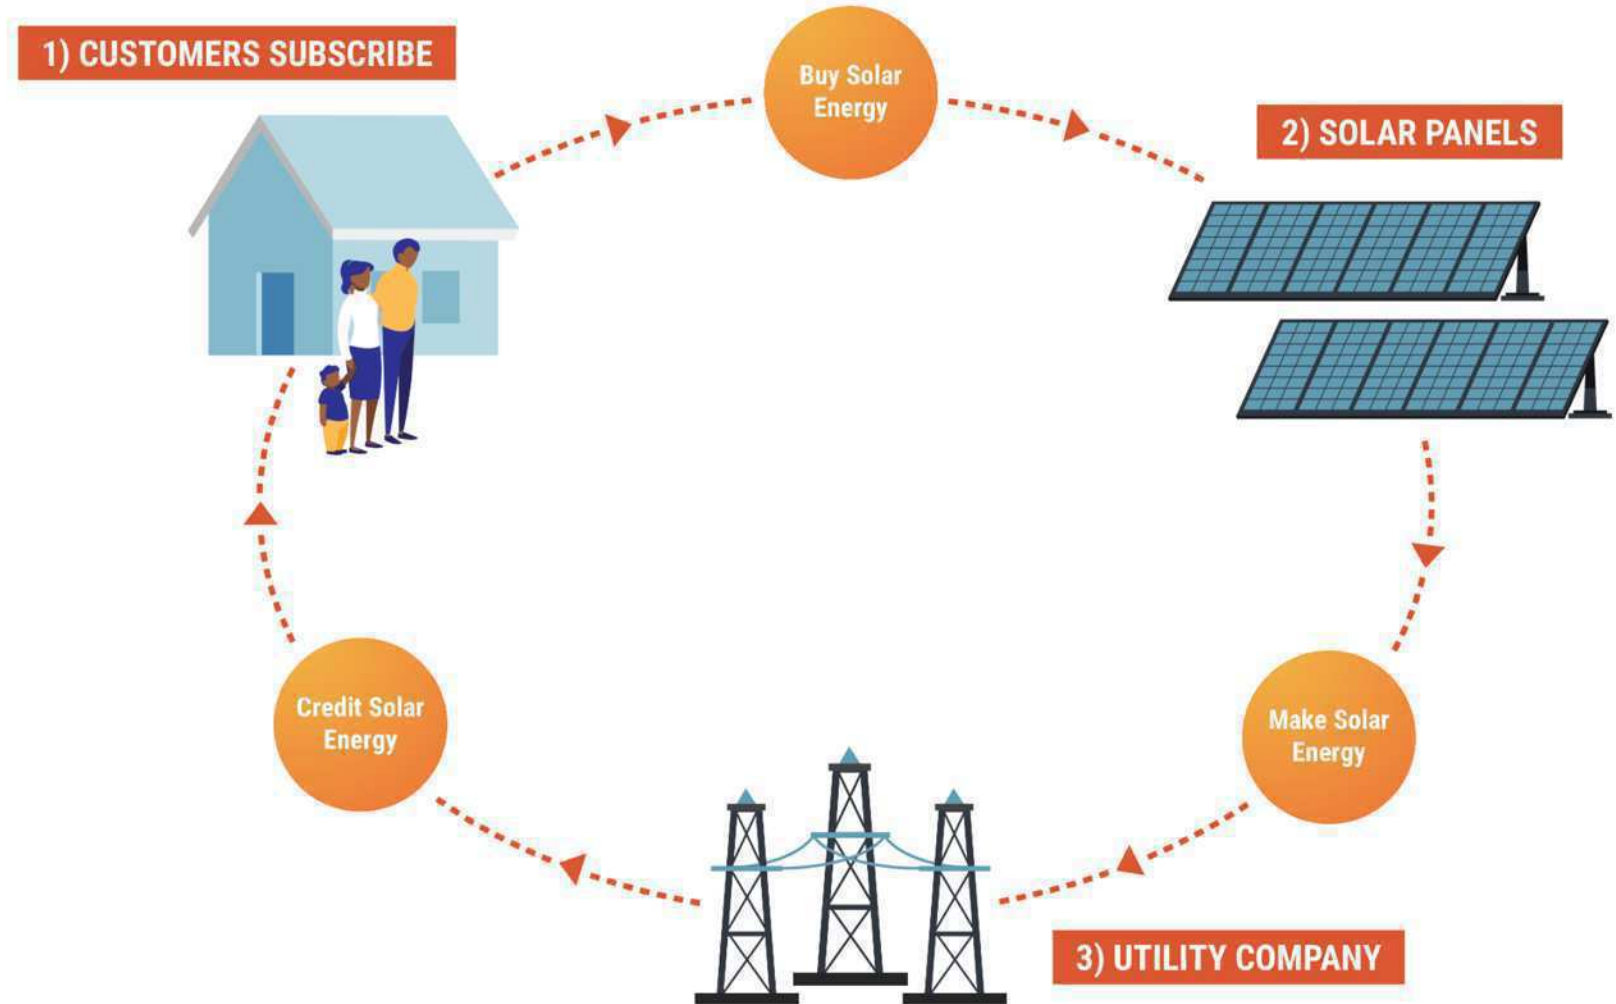 1) CUSTOMERS SUBSCRIBE
Buy Solar
Energy
2) SOLAR PANELS
Credit Solar
Energy
Make Solar
Energy
3) UTILITY COMPANY